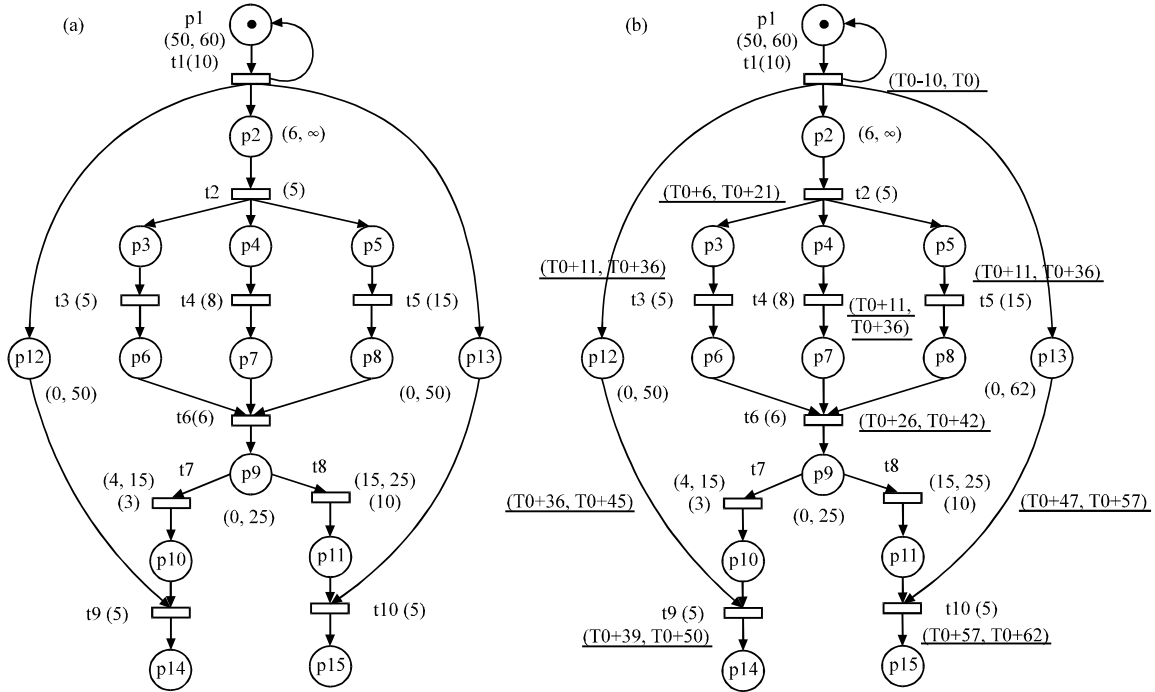 (a)
p1
(50, 60)
t1(10)
p2
(6, ∞)
t2
(5)
p3
p4
p5
t3 (5)
t4 (8)
t5 (15)
p12
p6
p7
p8
p13
(0, 50)
(0, 50)
t6(6)
p9
t7
t8
(4, 15)
(3)
(15, 25)
(10)
(0, 25)
p10
p11
t9 (5)
t10 (5)
p14
p15
(b)
p1
(50, 60)
t1(10)
(T0-10, T0)
p2
(6, ∞)
(T0+6, T0+21)
t2 (5)
p3
p4
p5
(T0+11, T0+36)
(T0+11, T0+36)
t3 (5)
t4 (8)
t5 (15)
(T0+11,
T0+36)
p12
p6
p7
p8
p13
(0, 50)
(0, 62)
t6 (6)
(T0+26, T0+42)
p9
t7
t8
(4, 15)
(3)
(15, 25)
(10)
(0, 25)
(T0+36, T0+45)
(T0+47, T0+57)
p10
p11
t9 (5)
t10 (5)
(T0+39, T0+50)
(T0+57, T0+62)
p14
p15